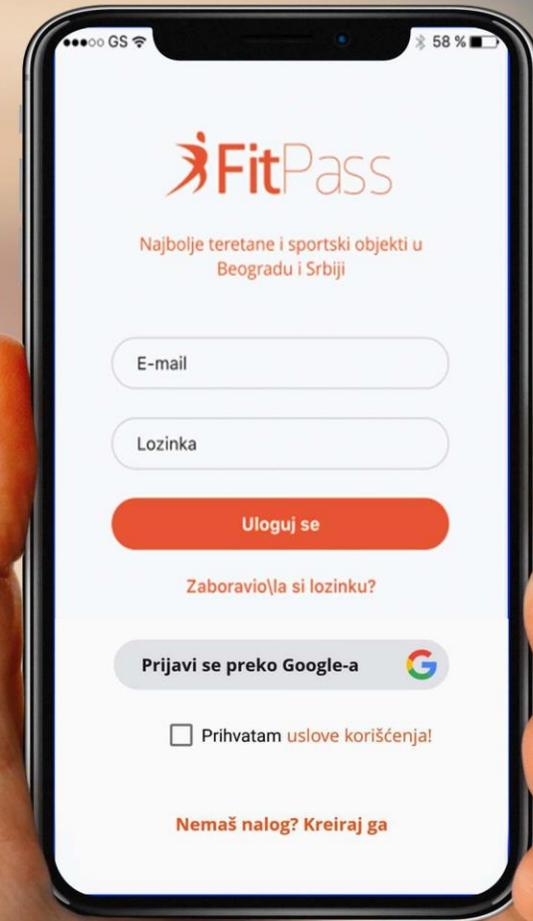 GS
58 %
FitPass
Najbolje teretane i sportski objekti u
Beogradu i Srbiji
E-mail
Lozinka
Uloguj se
Zaboravio\la si lozinku?
Prijavi se preko Google-a
Prihvatam uslove korišćenja!
Nemaš nalog? Kreiraj ga